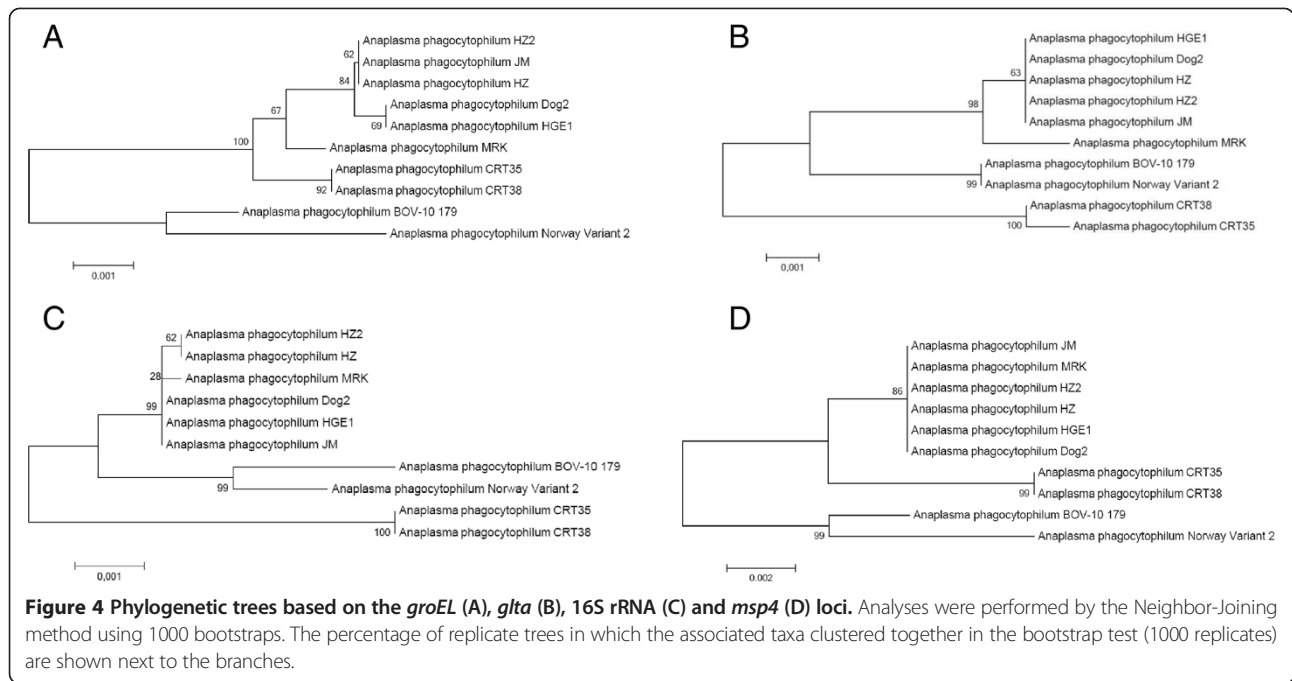 A
62
Anaplasma phagocytophilum HZ2
Anaplasma phagocytophilum JM
84
Anaplasma phagocytophilum HZ
67
Anaplasma phagocytophilum Dog2
69
Anaplasma phagocytophilum HGE1
100
Anaplasma phagocytophilum MRK
Anaplasma phagocytophilum CRT35
92
Anaplasma phagocytophilum CRT38
Anaplasma phagocytophilum BOV-10 179
Anaplasma phagocytophilum Norway Variant 2
0.001
B
Anaplasma phagocytophilum HGE1
Anaplasma phagocytophilum Dog2
63
Anaplasma phagocytophilum HZ
98
Anaplasma phagocytophilum HZ2
Anaplasma phagocytophilum JM
Anaplasma phagocytophilum MRK
Anaplasma phagocytophilum BOV-10 179
99
Anaplasma phagocytophilum Norway Variant 2
Anaplasma phagocytophilum CRT38
100
Anaplasma phagocytophilum CRT35
0,001
C
62
Anaplasma phagocytophilum HZ2
Anaplasma phagocytophilum HZ
28
Anaplasma phagocytophilum MRK
Anaplasma phagocytophilum Dog2
99
Anaplasma phagocytophilum HGE1
Anaplasma phagocytophilum JM
Anaplasma phagocytophilum BOV-10 179
99
Anaplasma phagocytophilum Norway Variant 2
Anaplasma phagocytophilum CRT35
100
Anaplasma phagocytophilum CRT38
0,001
D
Anaplasma phagocytophilum JM
Anaplasma phagocytophilum MRK
86
Anaplasma phagocytophilum HZ2
Anaplasma phagocytophilum HZ
Anaplasma phagocytophilum HGE1
Anaplasma phagocytophilum Dog2
Anaplasma phagocytophilum CRT35
99
Anaplasma phagocytophilum CRT38
Anaplasma phagocytophilum BOV-10 179
99
Anaplasma phagocytophilum Norway Variant 2
0.002
Figure 4 Phylogenetic trees based on the groEL (A), glta (B), 16S rRNA (C) and msp4 (D) loci. Analyses were performed by the Neighbor-Joining
method using 1000 bootstraps. The percentage of replicate trees in which the associated taxa clustered together in the bootstrap test (1000 replicates)
are shown next to the branches.